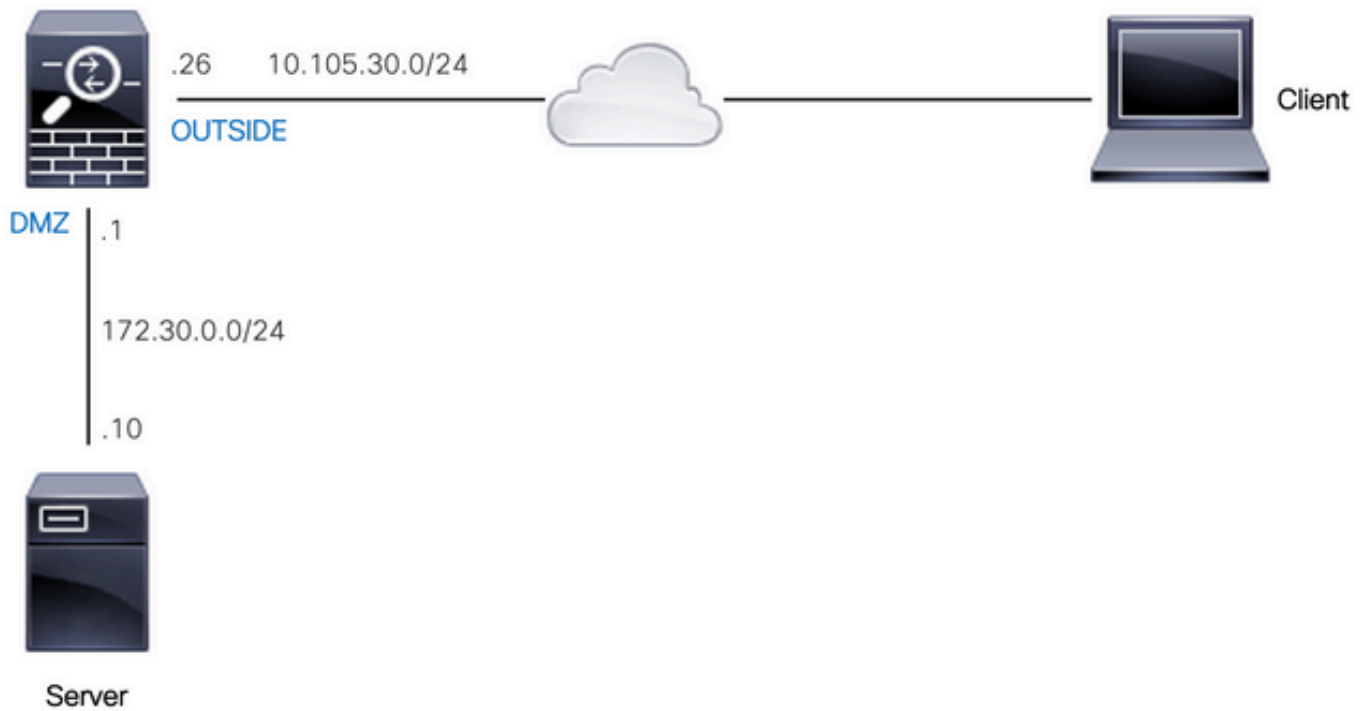 .26 10.105.30.0/24
OUTSIDE
Client
DMZ
.1
172.30.0.0/24
.10
Server